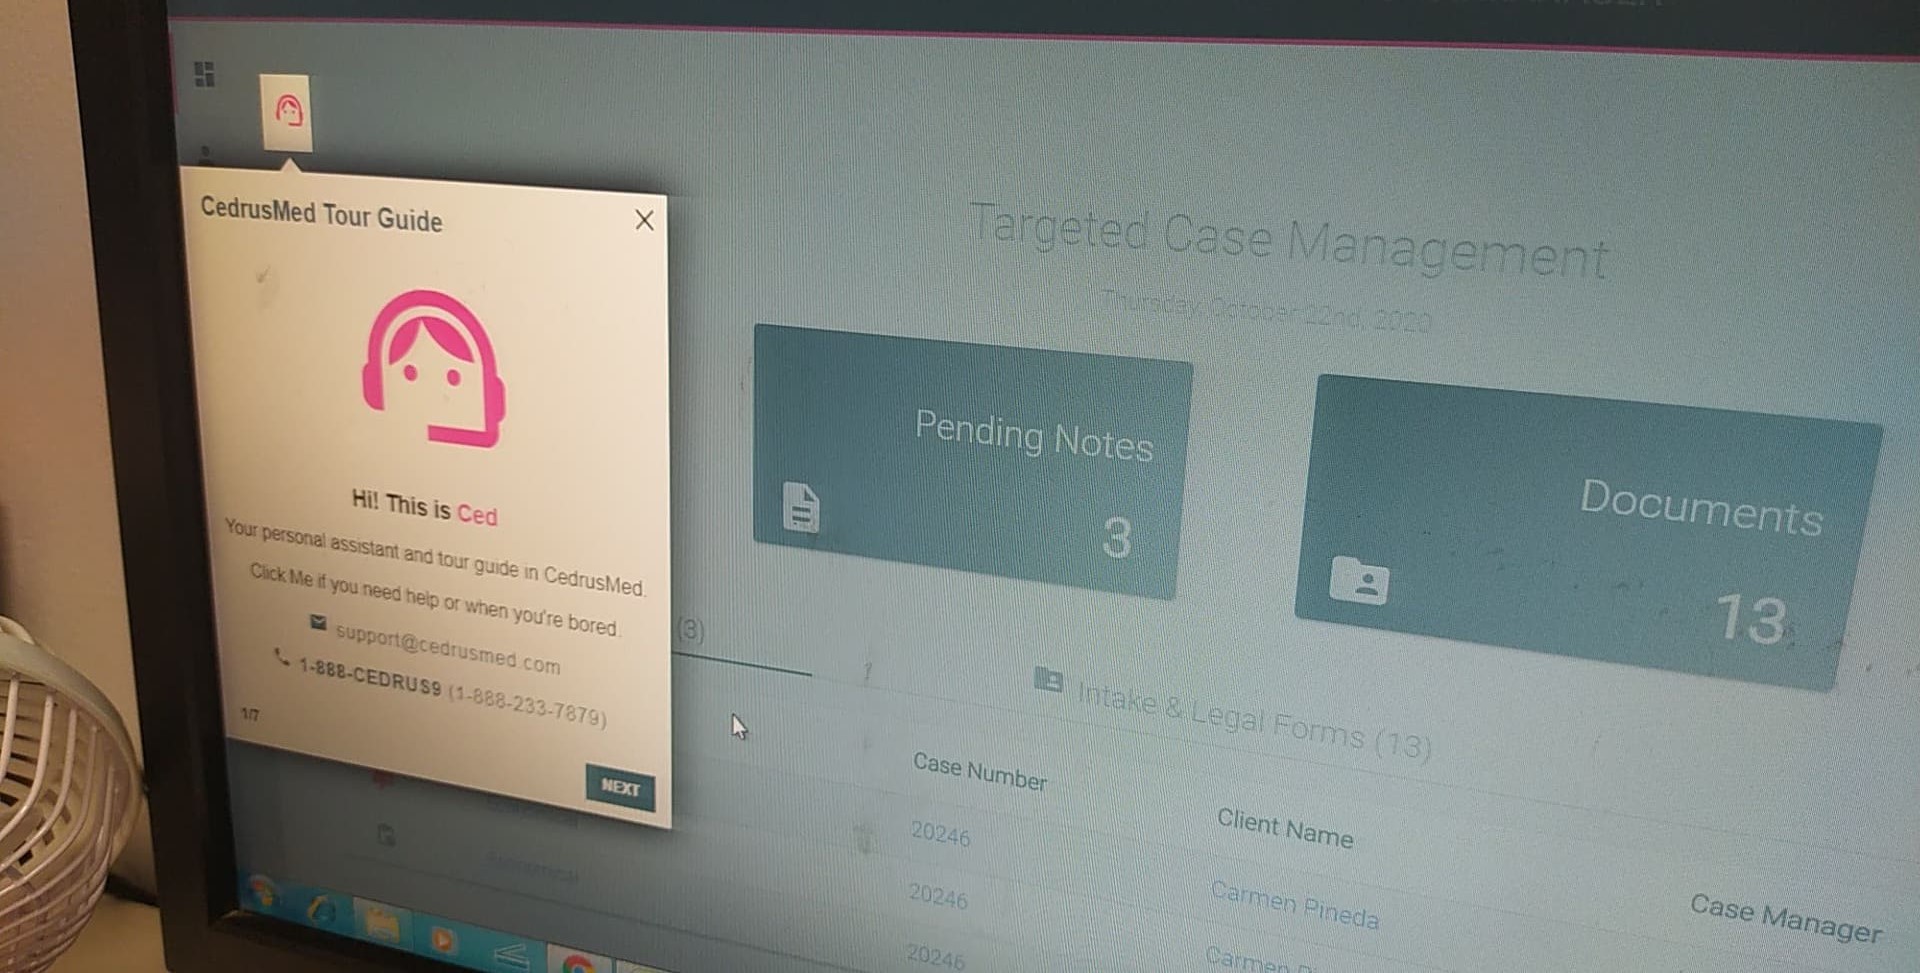 CedrusMed Tour Guide
Hi! This is Ced
Your personal assistant and tour guide in CedrusMed.
Click Me if you need help or when you're bored.
support@cedrusmed.com
1-888-CEDRUS9 (1-888-233-7879)
1/7
NEXT
Targeted Case Management
Thursday, October 22nd, 2020
Pending Notes
3
Documents
13
(3)
Intake & Legal Forms (13)
Case Number
Client Name
Case Manager
20246
Carmen Pineda
20246
Carmen
20246